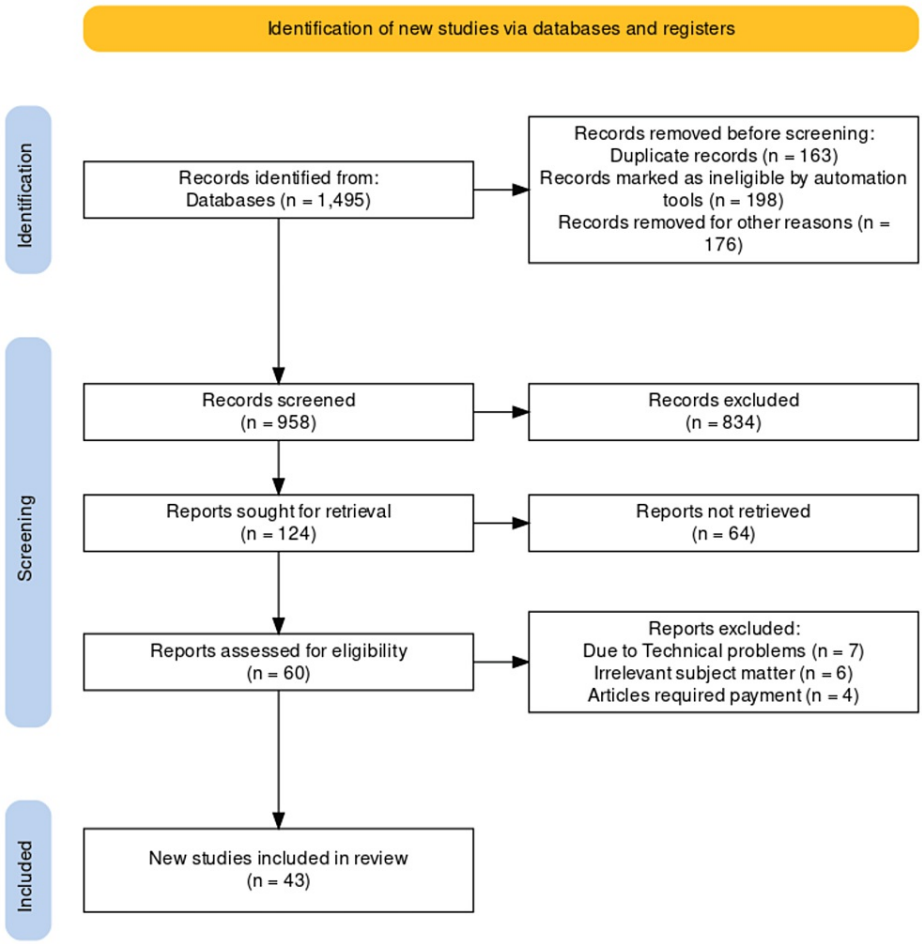 Identification of new studies via databases and registers
Identification
Records identified from:
Databases (n = 1,495)
Records removed before screening:
Duplicate records (n = 163)
Records marked as ineligible by automation
tools (n = 198)
Records removed for other reasons (n =
176)
Screening
Records screened
(n = 958)
Records excluded
(n = 834)
Reports sought for retrieval
(n = 124)
Reports not retrieved
(n = 64)
Reports assessed for eligibility
(n = 60)
Reports excluded:
Due to Technical problems (n = 7)
Irrelevant subject matter (n = 6)
Articles required payment (n = 4)
Included
New studies included in review
(n = 43)